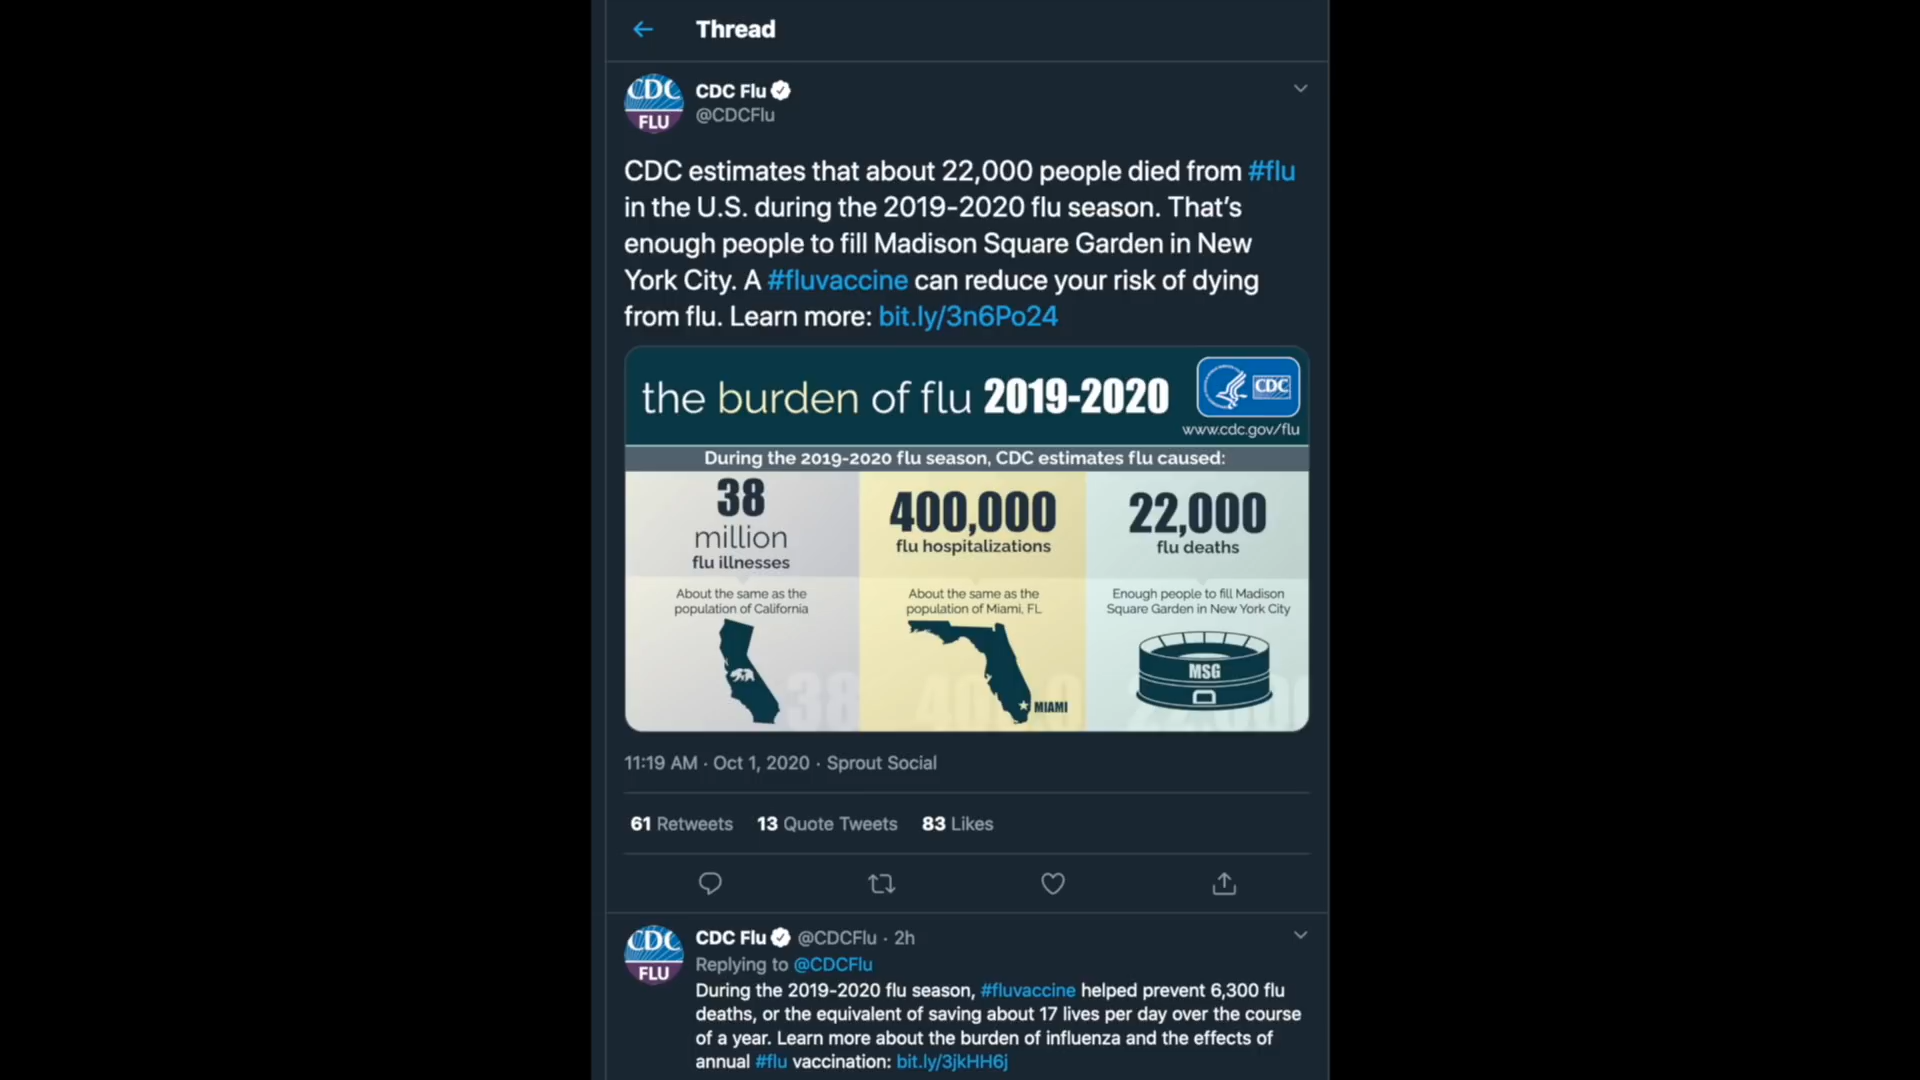 Thread
CDC
FLU
CDC Flu
@CDCFlu
CDC estimates that about 22,000 people died from #flu
in the U.S. during the 2019-2020 flu season. That's
enough people to fill Madison Square Garden in New
York City. A #fluvaccine can reduce your risk of dying
from flu. Learn more: bit.ly/3n6Po24
the burden of flu 2019-2020
CDC
www.cdc.gov/flu
During the 2019-2020 flu season, CDC estimates flu caused:
38
million
flu illnesses
About the same as the
population of California
38
400,000
flu hospitalizations
About the same as the
population of Miami, FL
MIAMI
22,000
flu deaths
Enough people to fill Madison
Square Garden in New York City
MSG
11:19 AM · Oct 1, 2020 · Sprout Social
61 Retweets 13 Quote Tweets 83 Likes
CDC
FLU
CDC Flu @CDCFlu · 2h
Replying to @CDCFlu
During the 2019-2020 flu season, #fluvaccine helped prevent 6,300 flu
deaths, or the equivalent of saving about 17 lives per day over the course
of a year. Learn more about the burden of influenza and the effects of
annual #flu vaccination: bit.ly/3jkHH6j